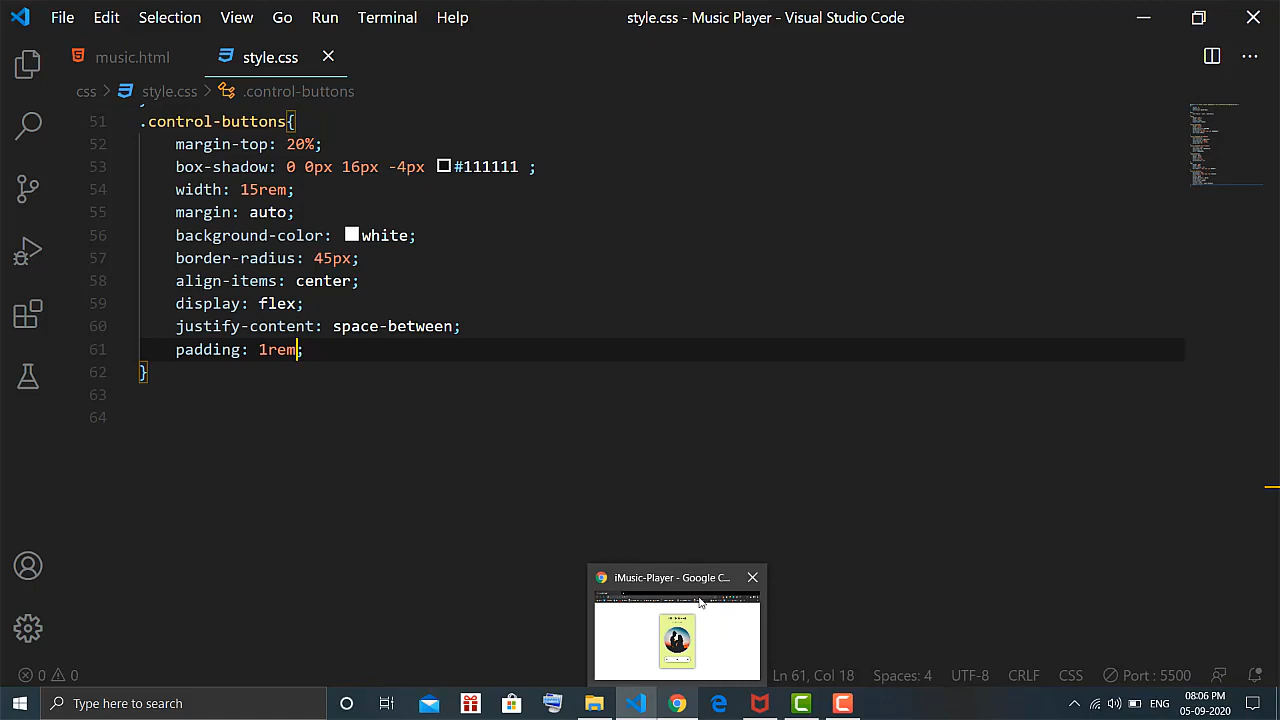 File Edit Selection View Go Run Terminal Help
style.css - Music Player - Visual Studio Code
music.html
style.css
css > style.css > .control-buttons
51 .control-buttons{
52 margin-top: 20%;
53 box-shadow: 0 0px 16px -4px #111111 ;
54 width: 15rem;
55 margin: auto;
56 background-color: white;
57 border-radius: 45px;
58 align-items: center;
59 display: flex;
60 justify-content: space-between;
61 padding: 1rem;
62 }
63
64
iMusic-Player - Google C...
0 0
Ln 61, Col 18 Spaces: 4 UTF-8 CRLF CSS Port : 5500
Type here to search
ENG
08:06 PM
05-09-2020